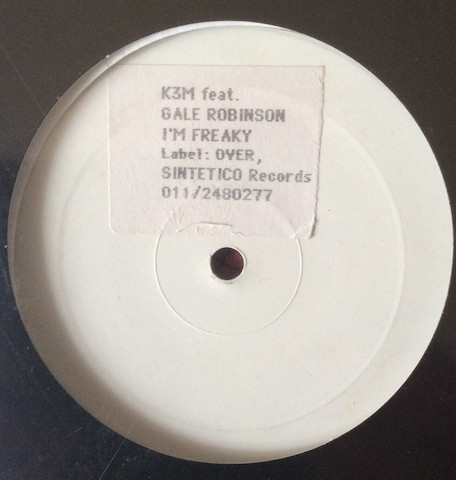 K3M feat.
GALE ROBINSON
I'M FREAKY
Label: OVER,
SINTETICO Records
011/2480277